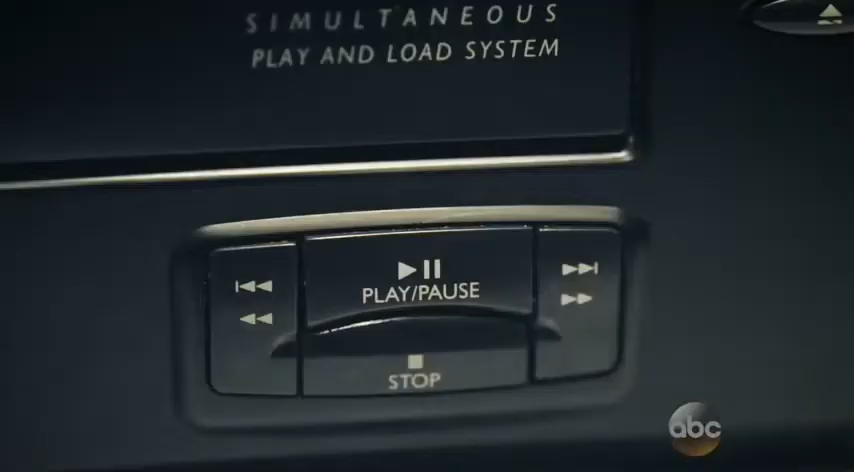 SIMULTANEOUS
PLAY AND LOAD SYSTEM
PLAY/PAUSE
STOP
abc